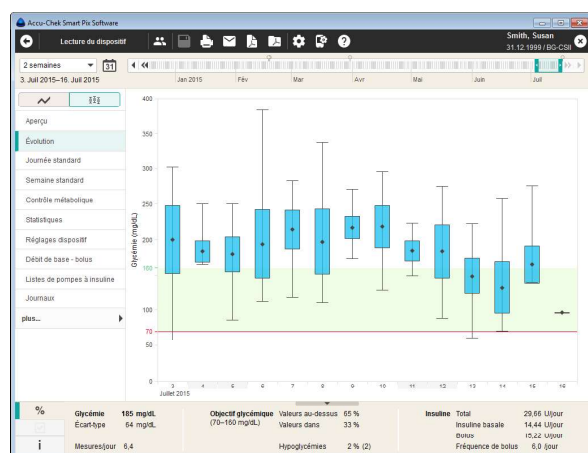 Accu-Chek Smart Pix Software
Lecture du dispositif
Smith, Susan
31.12.1999 / BG-CSII
2 semaines
31
3. Juil 2015–16. Juil 2015
Jan 2015 Fév Mar Avr Mai Juin Juil
Aperçu
Évolution
Journée standard
Semaine standard
Contrôle métabolique
Statistiques
Réglages dispositif
Débit de base - bolus
Listes de pompes à insuline
Journaux
plus...
Glycémie (mg/dL)
400
350
300
250
200
160
100
70
50
0
3 4 5 6 7 8 9 10 11 12 13 14 15 16
Juillet 2015
%
i
Glycémie 185 mg/dL
Écart-type 64 mg/dL
Mesures/jour 6,4
Objectif glycémique (70–160 mg/dL)
Valeurs au-dessus 65 %
Valeurs dans 33 %
Hypoglycémies 2 % (2)
Insuline Total 29,66 U/jour
Insuline basale 14,44 U/jour
Bolus 15,22 U/jour
Fréquence de bolus 6,0 /jour